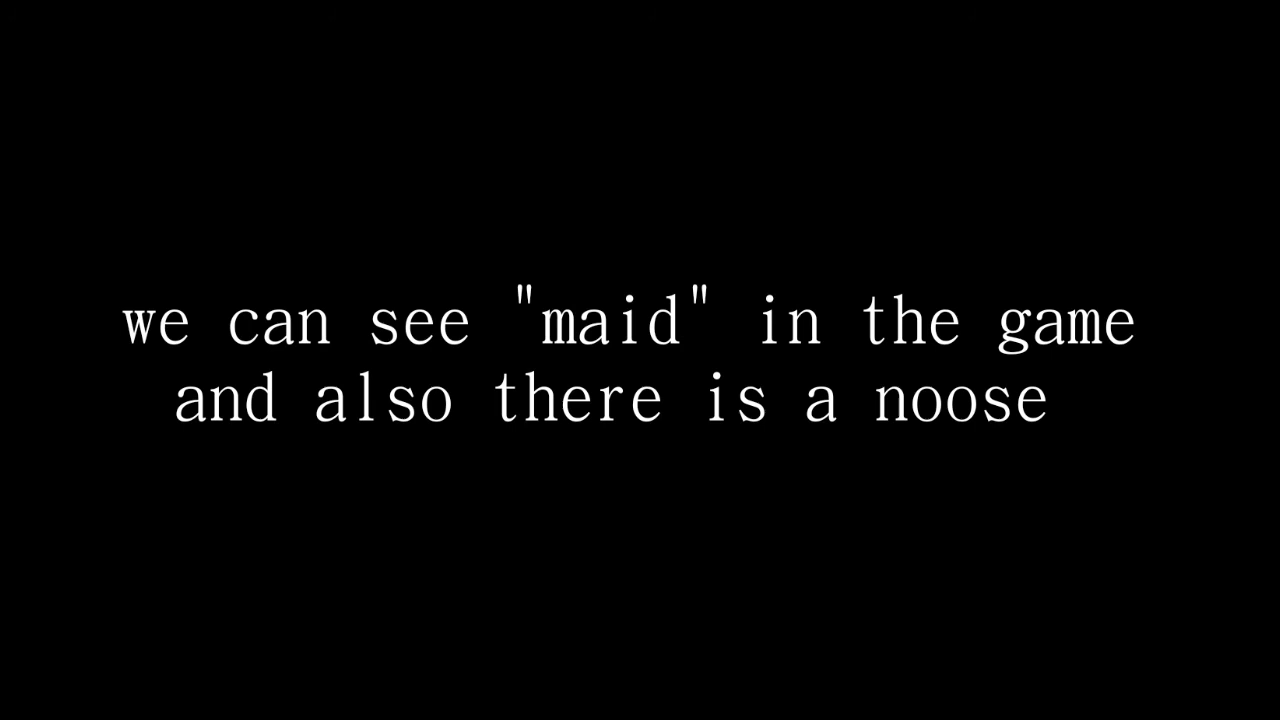 we can see "maid" in the game
and also there is a noose